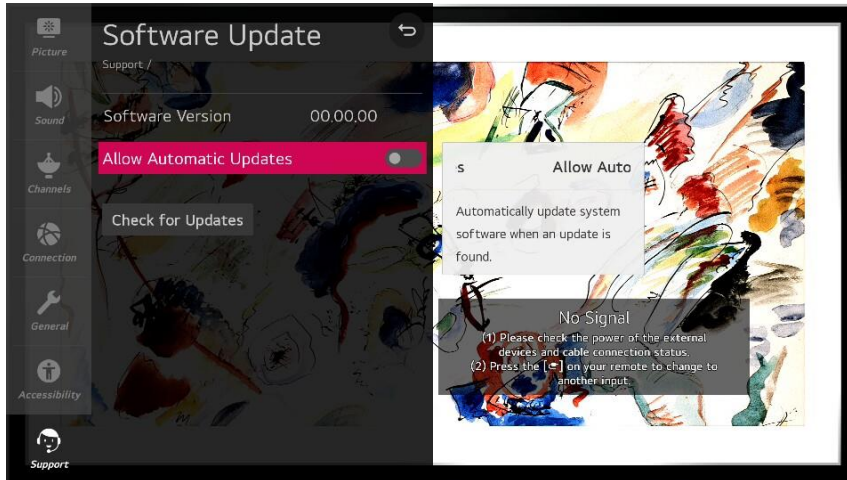 Picture
Sound
Channels
Connection
General
Accessibility
Support
Software Update
Support /
Software Version 00.00.00
Allow Automatic Updates
Check for Updates
s Allow Auto
Automatically update system
software when an update is
found.
No Signal
(1) Please check the power of the external
devices and cable connection status.
(2) Press the [ ] on your remote to change to
another input.